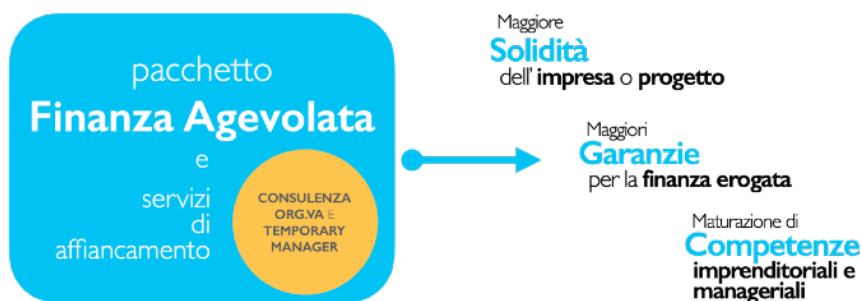 pacchetto
Finanza Agevolata
e
servizi
di
affiancamento
CONSULENZA
ORG.VA E
TEMPORARY
MANAGER
Maggiore
Solidità
dell' impresa o progetto
Maggiori
Garanzie
per la finanza erogata
Maturazione di
Competenze
imprenditoriali e
manageriali